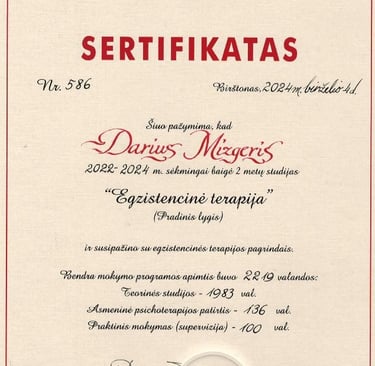 SERTIFIKATAS
Nr. 586
Birštonas, 2024 m. birželio 4 d.
Šiuo pažymima, kad
Darius Mizgeris
2022-2024 m. sėkmingai baigė 2 metų studijas
"Egzistencinė terapija"
(Pradinis lygis)
ir susipažino su egzistencinės terapijos pagrindais.
Bendra mokymo programos apimtis buvo 2219 valandos:
Teorinės studijos - 1983 val.
Asmeninė psichoterapijos patirtis - 136 val.
Praktinis mokymas (supervizija) - 100 val.